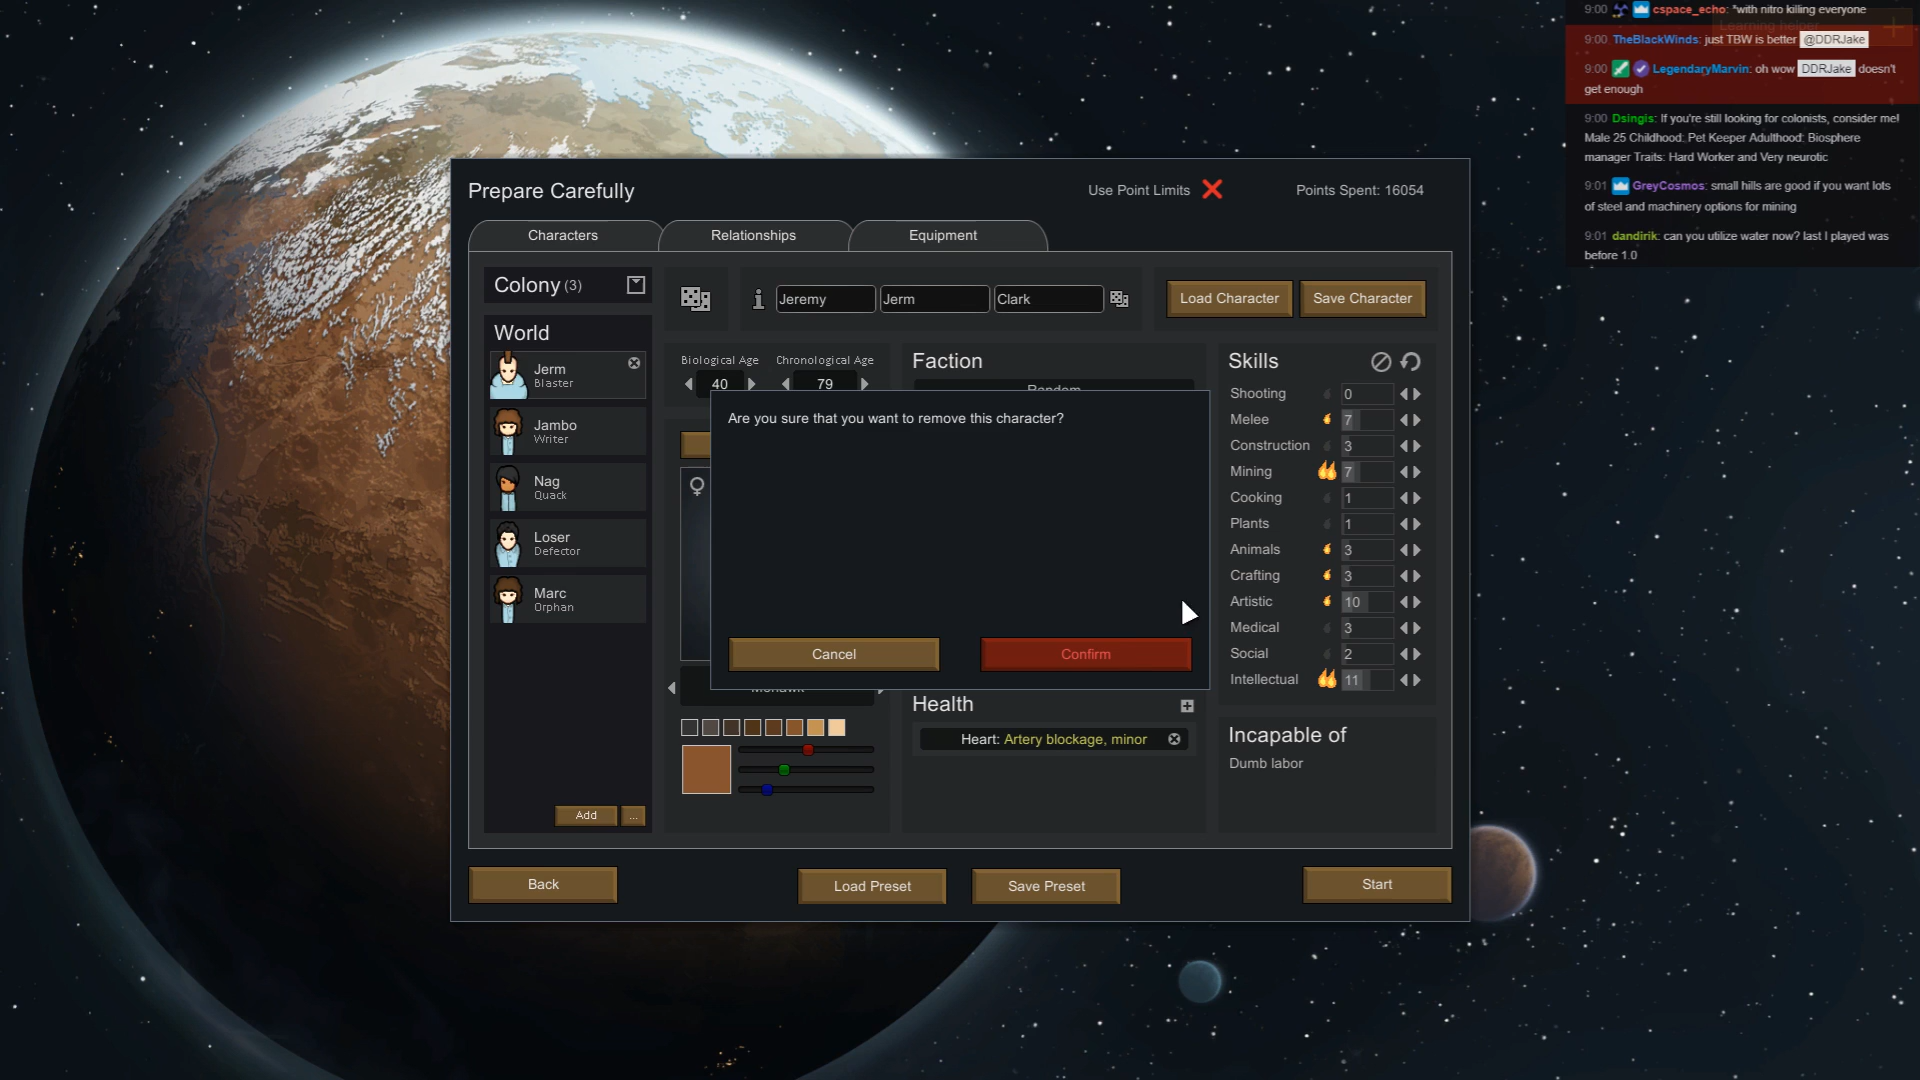 9:00 cspace_echo: *with nitro killing everyone
9:00 TheBlackWinds: just TBW is better @DDRJake
9:00 LegendaryMarvin: oh wow DDRJake doesn't
get enough
9:00 Dsingis: If you're still looking for colonists, consider me!
Male 25 Childhood: Pet Keeper Adulthood: Biosphere
manager Traits: Hard Worker and Very neurotic
9:01 GreyCosmos: small hills are good if you want lots
of steel and machinery options for mining
9:01 dandirik: can you utilize water now? last I played was
before 1.0
Learning helper
Prepare Carefully
Use Point Limits
Points Spent: 16054
Characters
Relationships
Equipment
Colony (3)
World
Jerm
Blaster
Jambo
Writer
Nag
Quack
Loser
Defector
Marc
Orphan
Add
...
Jeremy
Jerm
Clark
Load Character
Save Character
Biological Age
Chronological Age
40
79
Faction
Random
Are you sure that you want to remove this character?
Cancel
Confirm
Mohawk
Health
Heart: Artery blockage, minor
Skills
Shooting 0
Melee 7
Construction 3
Mining 7
Cooking 1
Plants 1
Animals 3
Crafting 3
Artistic 10
Medical 3
Social 2
Intellectual 11
Incapable of
Dumb labor
Back
Load Preset
Save Preset
Start